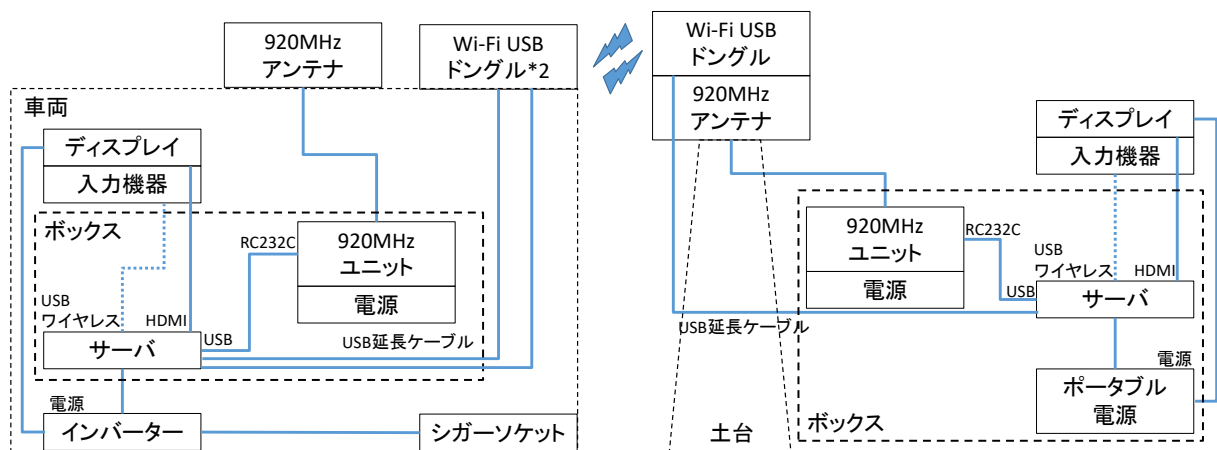 920MHz
アンテナ
Wi-Fi USB
ドングル*2
車両
ディスプレイ
入力機器
ボックス
RC232C
920MHz
ユニット
電源
USB
ワイヤレス
HDMI
USB
サーバ
USB延長ケーブル
電源
インバーター
シガーソケット
Wi-Fi USB
ドングル
920MHz
アンテナ
ディスプレイ
入力機器
920MHz
ユニット
電源
RC232C
USB
ワイヤレス
HDMI
USB
サーバ
USB延長ケーブル
電源
ポータブル
電源
ボックス
土台